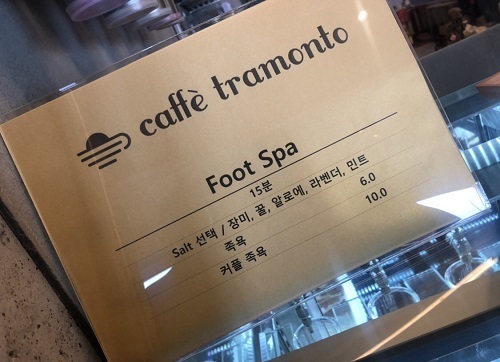 caffè tramonto
Foot Spa
15분
Salt 선택 / 장미, 꿀, 알로에, 라벤더, 민트
족욕 6.0
커플 족욕 10.0